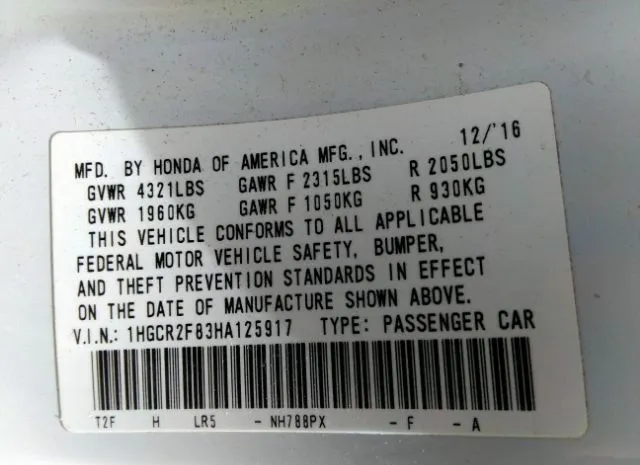 MFD. BY HONDA OF AMERICA MFG., INC. 12/'16
GVWR 4321LBS GAWR F 2315LBS R 2050LBS
GVWR 1960KG GAWR F 1050KG R 930KG
THIS VEHICLE CONFORMS TO ALL APPLICABLE
FEDERAL MOTOR VEHICLE SAFETY, BUMPER,
AND THEFT PREVENTION STANDARDS IN EFFECT
ON THE DATE OF MANUFACTURE SHOWN ABOVE.
V.I.N.: 1HGCR2F83HA125917 TYPE: PASSENGER CAR
T2F H LR5 - NH788PX - F - A